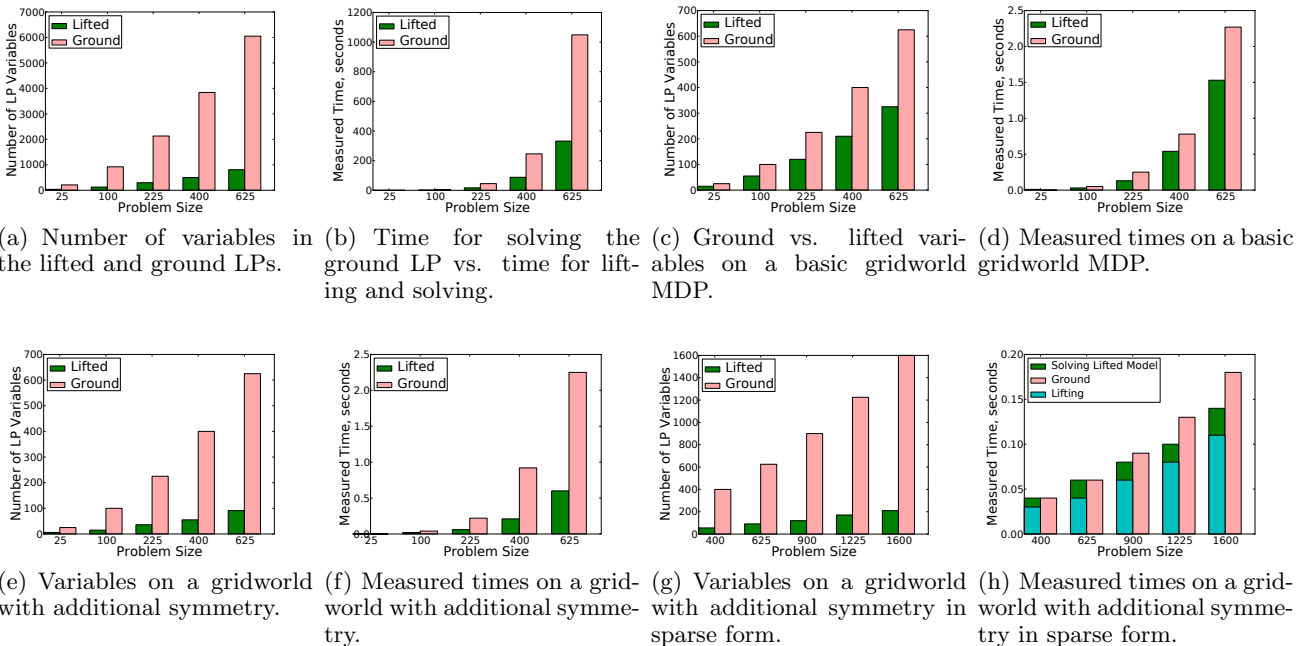 Number of LP Variables
7000
6000
5000
4000
3000
2000
1000
0
Lifted
Ground
25 100 225 400 625
Problem Size
Measured Time, seconds
1200
1000
800
600
400
200
0
Lifted
Ground
25 100 225 400 625
Problem Size
Number of LP Variables
700
600
500
400
300
200
100
0
Lifted
Ground
25 100 225 400 625
Problem Size
Measured Time, seconds
2.5
2.0
1.5
1.0
0.5
0.0
Lifted
Ground
25 100 225 400 625
Problem Size
(a) Number of variables in
the lifted and ground LPs.
(b) Time for solving the
ground LP vs. time for lift-
ing and solving.
(c) Ground vs. lifted vari-
ables on a basic gridworld
MDP.
(d) Measured times on a basic
gridworld MDP.
Number of LP Variables
700
600
500
400
300
200
100
0
Lifted
Ground
25 100 225 400 625
Problem Size
Measured Time, seconds
2.5
2.0
1.5
1.0
0.5
0.0
Lifted
Ground
25 100 225 400 625
Problem Size
Number of LP Variables
1600
1400
1200
1000
800
600
400
200
0
Lifted
Ground
400 625 900 1225 1600
Problem Size
Measured Time, seconds
0.20
0.15
0.10
0.05
0.00
Solving Lifted Model
Ground
Lifting
400 625 900 1225 1600
Problem Size
(e) Variables on a gridworld
with additional symmetry.
(f) Measured times on a grid-
world with additional symme-
try.
(g) Variables on a gridworld
with additional symmetry in
sparse form.
(h) Measured times on a grid-
world with additional symme-
try in sparse form.